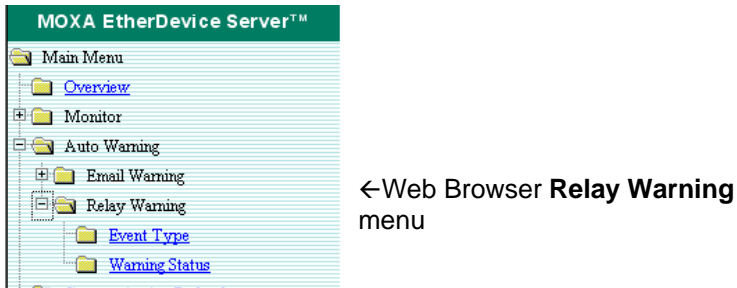 MOXA EtherDevice Server™
Main Menu
Overview
Monitor
Auto Warning
Email Warning
Relay Warning
Event Type
Warning Status
←Web Browser Relay Warning
menu